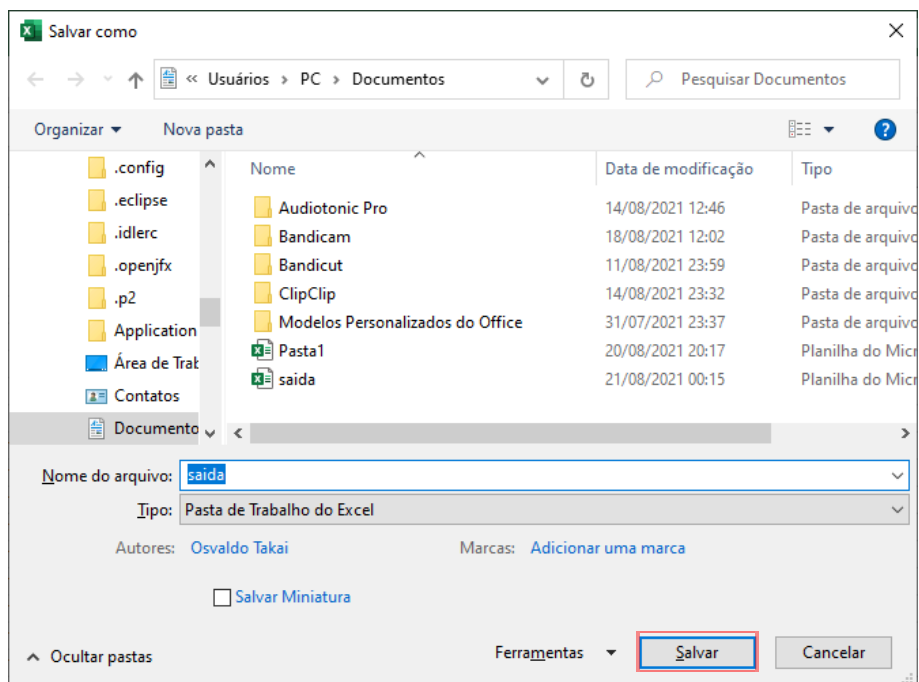 Salvar como
« Usuários › PC › Documentos
Pesquisar Documentos
Organizar
Nova pasta
.config
.eclipse
.idlerc
.openjfx
.p2
Application
Área de Trab
Contatos
Documento
Nome Data de modificação Tipo
Audiotonic Pro 14/08/2021 12:46 Pasta de arquivo
Bandicam 18/08/2021 12:02 Pasta de arquivo
Bandicut 11/08/2021 23:59 Pasta de arquivo
ClipClip 14/08/2021 23:32 Pasta de arquivo
Modelos Personalizados do Office 31/07/2021 23:37 Pasta de arquivo
Pasta1 20/08/2021 20:17 Planilha do Micr
saida 21/08/2021 00:15 Planilha do Micr
Nome do arquivo: saida
Tipo: Pasta de Trabalho do Excel
Autores: Osvaldo Takai Marcas: Adicionar uma marca
Salvar Miniatura
Ocultar pastas Ferramentas Salvar Cancelar